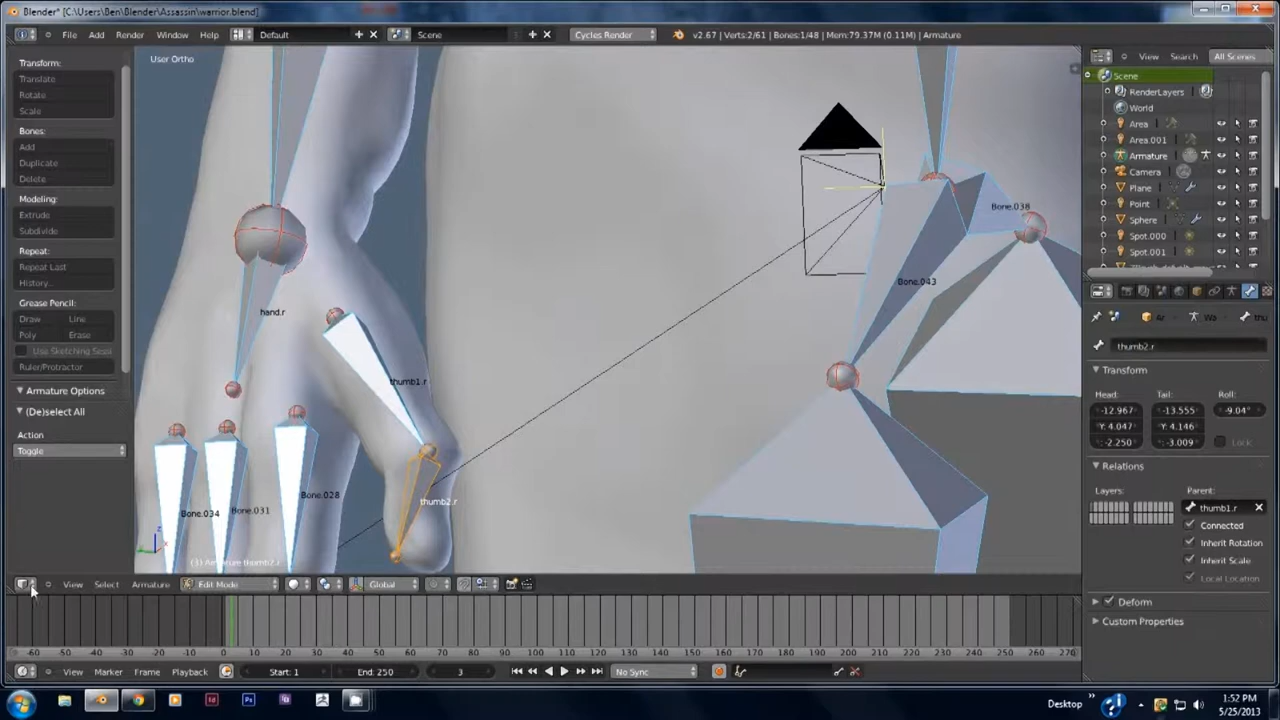 Blender* [C:\Users\Ben\Blender\Assassin\warrior.blend]
File Add Render Window Help Default Scene Cycles Render v2.67 | Verts:2/61 | Bones:1/48 | Mem:79.37M (0.11M) | Armature View Search All Scenes
Transform:
Translate
Rotate
Scale
Bones:
Add
Duplicate
Delete
Modeling:
Extrude
Subdivide
Repeat:
Repeat Last
History...
Grease Pencil:
Draw Line
Poly Erase
Use Sketching Sessi
Ruler/Protractor
Armature Options
(De)select All
Action
Toggle
User Ortho
hand.r
thumb1.r
thumb2.r
Bone.034
Bone.031
Bone.028
Bone.038
Bone.043
(3) Armature thumb2.r
Scene
RenderLayers
World
Area
Area.001
Armature
Camera
Plane
Point
Sphere
Spot.000
Spot.001
Ar Wa thu
thumb2.r
Transform
Head: Tail: Roll:
-12.967 -13.555 -9.04°
Y: 4.047 Y: 4.146 Lock
-2.250 -3.009
Relations
Layers: Parent:
thumb1.r
Connected
Inherit Rotation
Inherit Scale
Local Location
Deform
Custom Properties
View Select Armature Edit Mode Global
-60 -50 -40 -30 -20 -10 0 10 20 30 40 50 60 70 80 90 100 110 120 130 140 150 160 170 180 190 200 210 220 230 240 250 260 270
View Marker Frame Playback Start: 1 End: 250 3 No Sync
Desktop
1:52 PM
5/25/2013